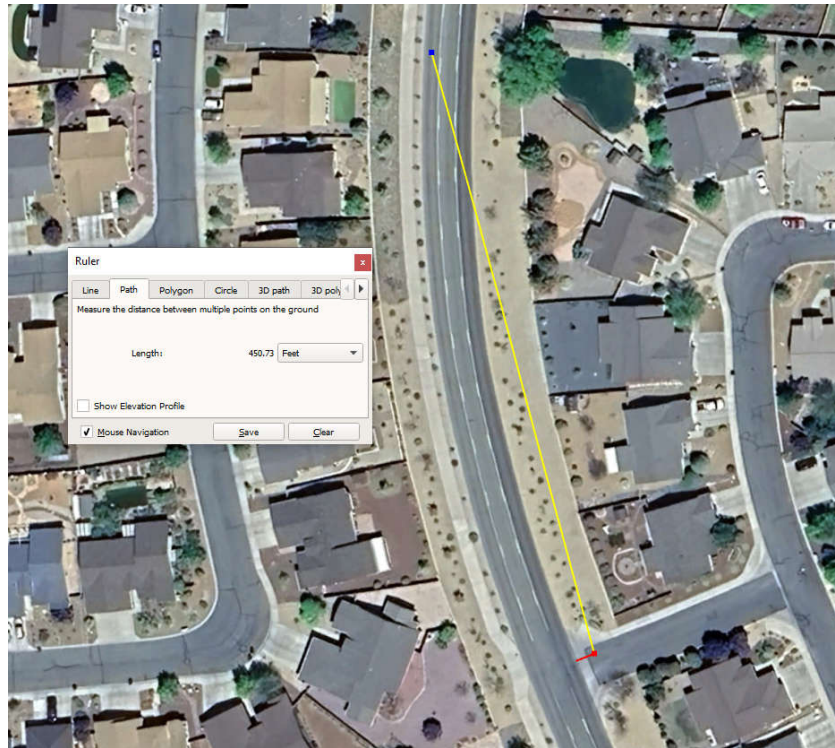 Ruler
x
Line Path Polygon Circle 3D path 3D poly
Measure the distance between multiple points on the ground
Length: 450.73 Feet
Show Elevation Profile
Mouse Navigation Save Clear